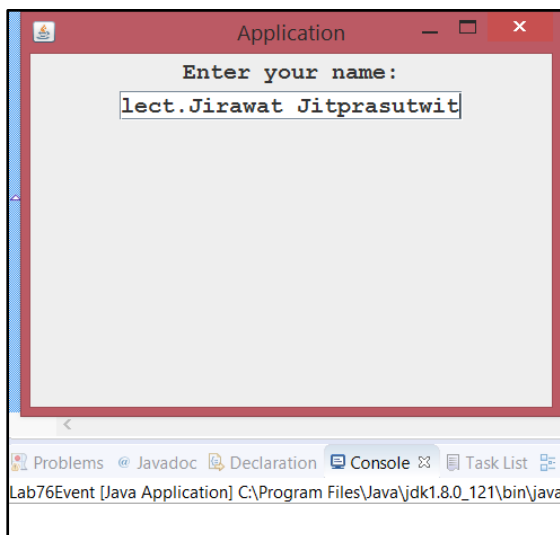 Application
Enter your name:
lect.Jirawat Jitprasutwit
Problems @ Javadoc Declaration Console Task List
Lab76Event [Java Application] C:\Program Files\Java\jdk1.8.0_121\bin\java